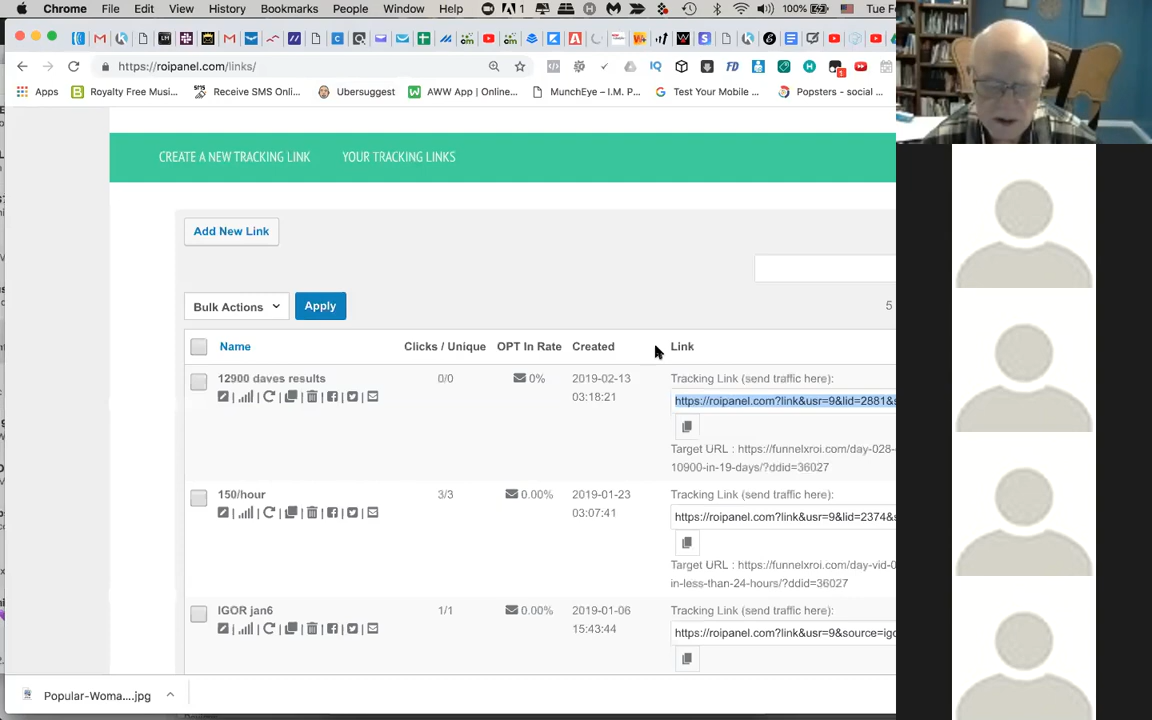 Chrome File Edit View History Bookmarks People Window Help 1 100% Tue F
https://roipanel.com/links/
1
Apps Royalty Free Musi... Receive SMS Onli... Ubersuggest AWW App | Online... MunchEye – I.M. P... Test Your Mobile ... Popsters - social ...
CREATE A NEW TRACKING LINK YOUR TRACKING LINKS
Add New Link
Bulk Actions Apply 5
Name Clicks / Unique OPT In Rate Created Link
12900 daves results 0/0 0% 2019-02-13 Tracking Link (send traffic here):
03:18:21 https://roipanel.com?link&usr=9&lid=2881&s
Target URL : https://funnelxroi.com/day-028-
10900-in-19-days/?ddid=36027
150/hour 3/3 0.00% 2019-01-23 Tracking Link (send traffic here):
03:07:41 https://roipanel.com?link&usr=9&lid=2374&s
Target URL : https://funnelxroi.com/day-vid-0
in-less-than-24-hours/?ddid=36027
IGOR jan6 1/1 0.00% 2019-01-06 Tracking Link (send traffic here):
15:43:44 https://roipanel.com?link&usr=9&source=igo
Popular-Woma....jpg